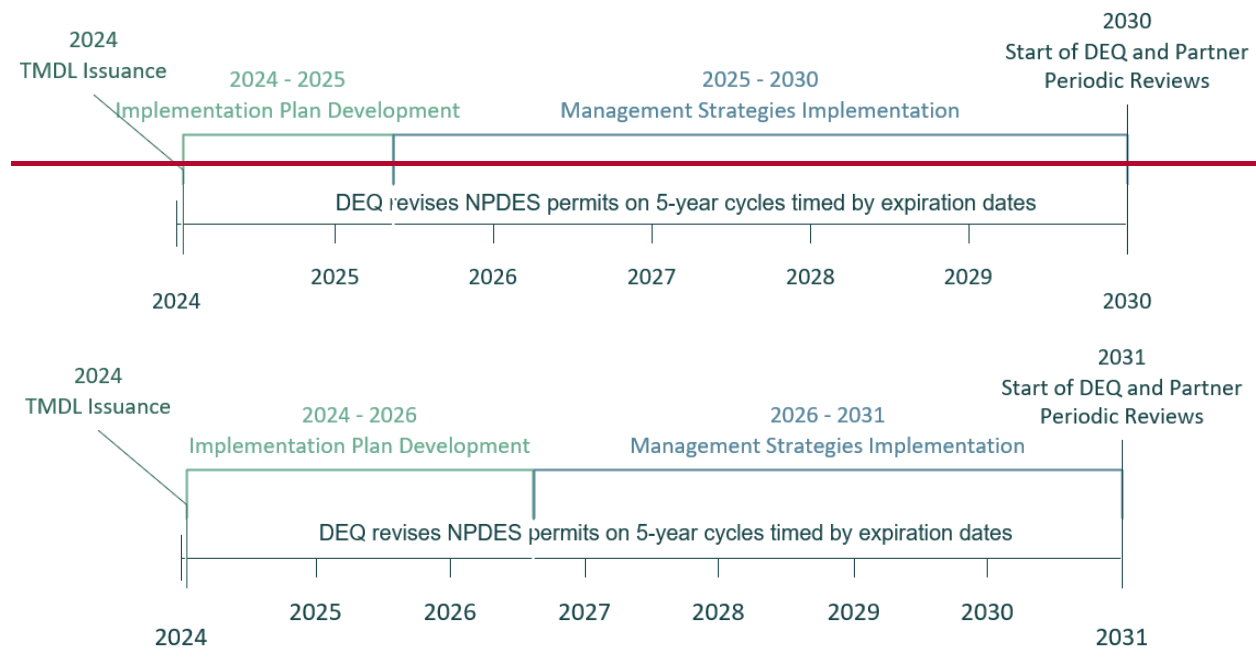 2024
TMDL Issuance
2024 - 2025
Implementation Plan Development
2025 - 2030
Management Strategies Implementation
2030
Start of DEQ and Partner
Periodic Reviews
DEQ revises NPDES permits on 5-year cycles timed by expiration dates
2024
2025
2026
2027
2028
2029
2030
2024
TMDL Issuance
2024 - 2026
Implementation Plan Development
2026 - 2031
Management Strategies Implementation
2031
Start of DEQ and Partner
Periodic Reviews
DEQ revises NPDES permits on 5-year cycles timed by expiration dates
2024
2025
2026
2027
2028
2029
2030
2031